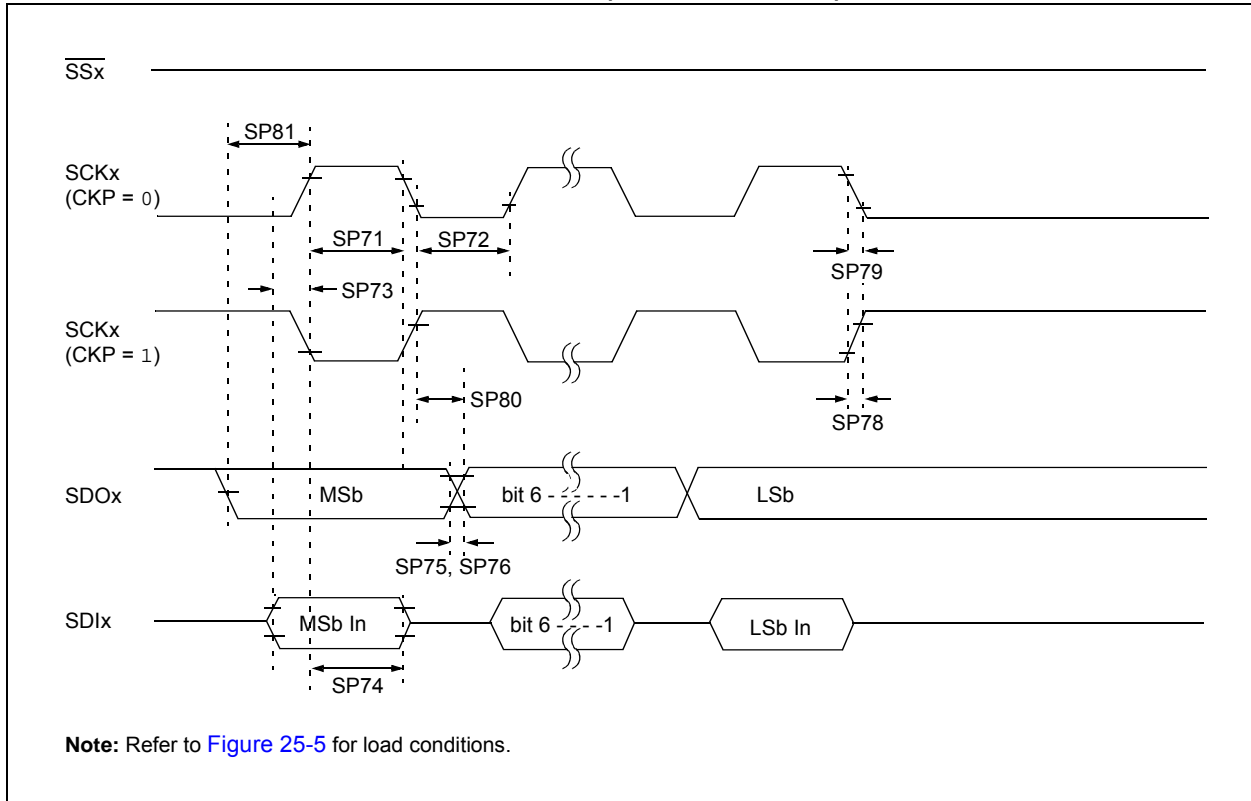 SSx
SP81
SCKx
(CKP = 0)
SP71
SP72
SP79
SP73
SCKx
(CKP = 1)
SP80
SP78
SDOx
MSb
bit 6 - - - - - -1
LSb
SP75, SP76
SDIx
MSb In
bit 6 - - - -1
LSb In
SP74
Note: Refer to Figure 25-5 for load conditions.